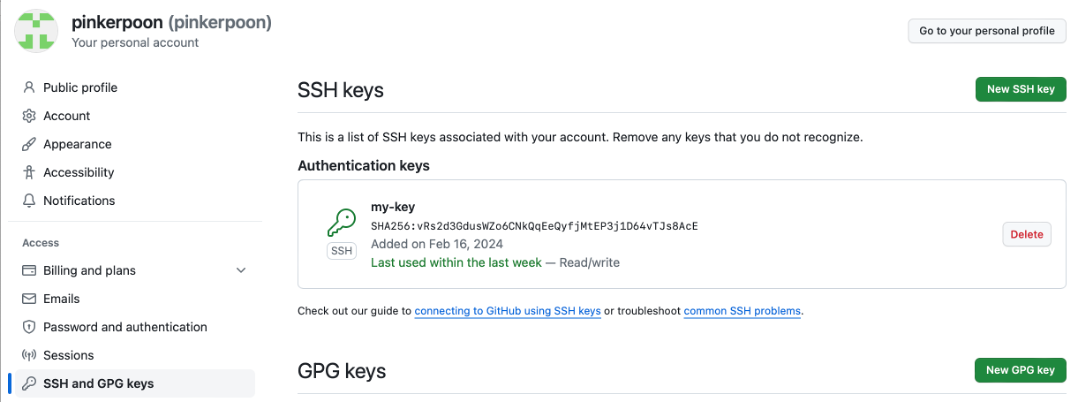 pinkerpoon (pinkerpoon)
Your personal account
Go to your personal profile
Public profile
Account
Appearance
Accessibility
Notifications
Access
Billing and plans
Emails
Password and authentication
Sessions
SSH and GPG keys
SSH keys
New SSH key
This is a list of SSH keys associated with your account. Remove any keys that you do not recognize.
Authentication keys
my-key
SHA256:vRs2d3GdusWZo6CNkQqEeQyfjMtEP3j1D64vTJs8AcE
Added on Feb 16, 2024
Last used within the last week — Read/write
SSH
Delete
Check out our guide to connecting to GitHub using SSH keys or troubleshoot common SSH problems.
GPG keys
New GPG key